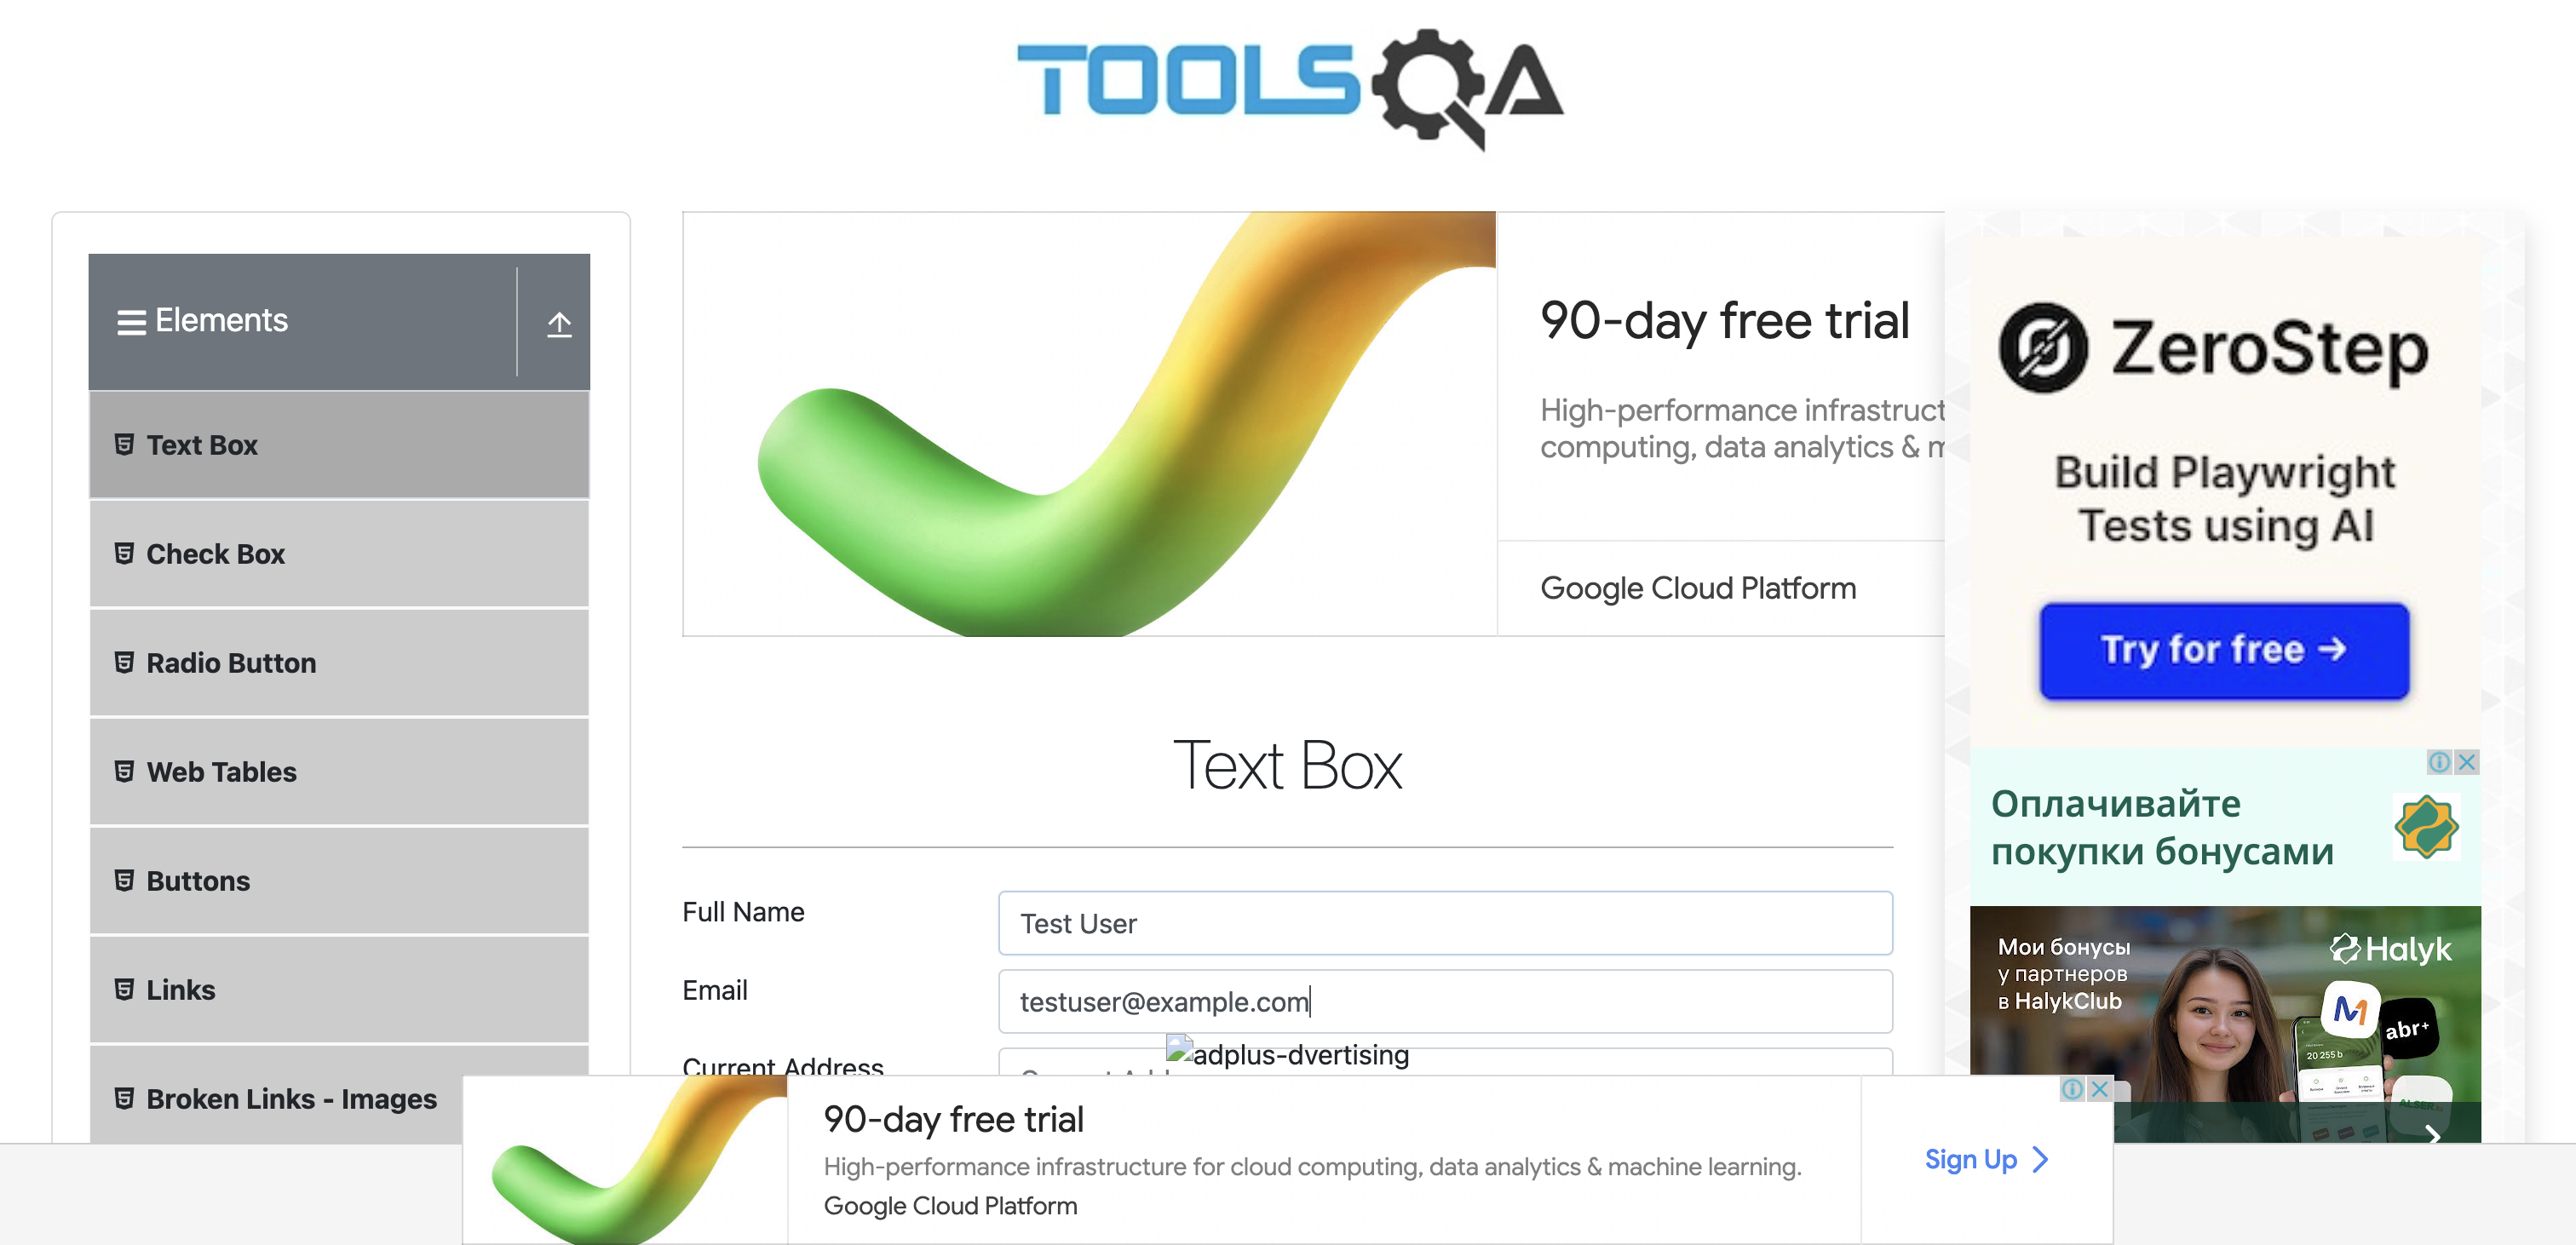 TOOLSQA
Elements
Text Box
Check Box
Radio Button
Web Tables
Buttons
Links
Broken Links - Images
90-day free trial
High-performance infrastruct
computing, data analytics &
Google Cloud Platform
Text Box
Full Name
Test User
Email
testuser@example.com
Current Address
adplus-dvertising
ZeroStep
Build Playwright
Tests using AI
Try for free →
Оплачивайте
покупки бонусами
Мои бонусы
у партнеров
в HalykClub
Halyk
abr+
20 255 b
90-day free trial
High-performance infrastructure for cloud computing, data analytics & machine learning.
Google Cloud Platform
Sign Up